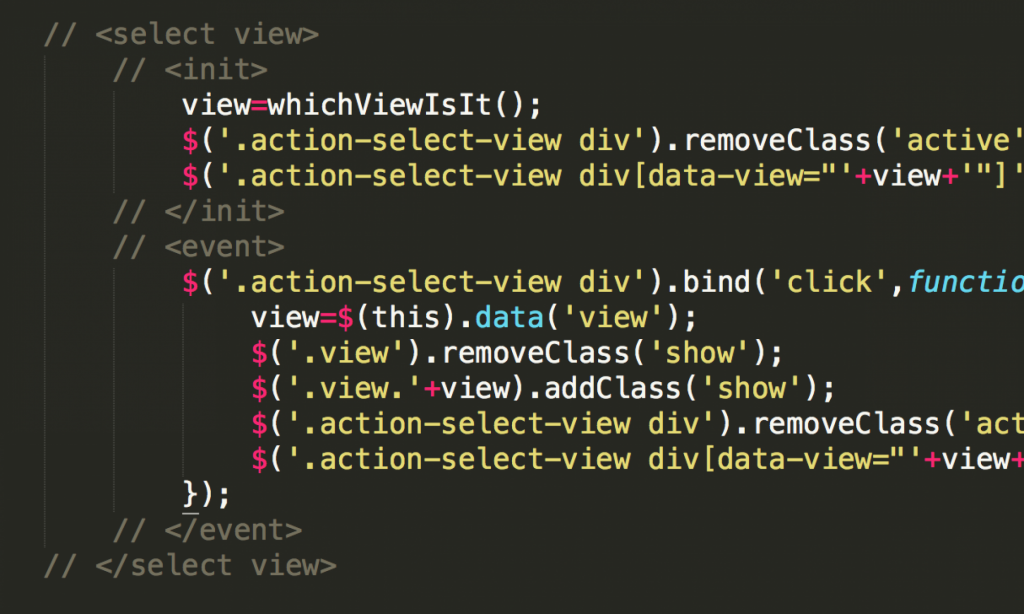 // <select view>
// <init>
view=whichViewIsIt();
$('.action-select-view div').removeClass('active'
$('.action-select-view div[data-view="'+view+'"]'
// </init>
// <event>
$('.action-select-view div').bind('click',functio
view=$(this).data('view');
$('.view').removeClass('show');
$('.view.'+view).addClass('show');
$('.action-select-view div').removeClass('act
$('.action-select-view div[data-view="'+view+
});
// </event>
// </select view>